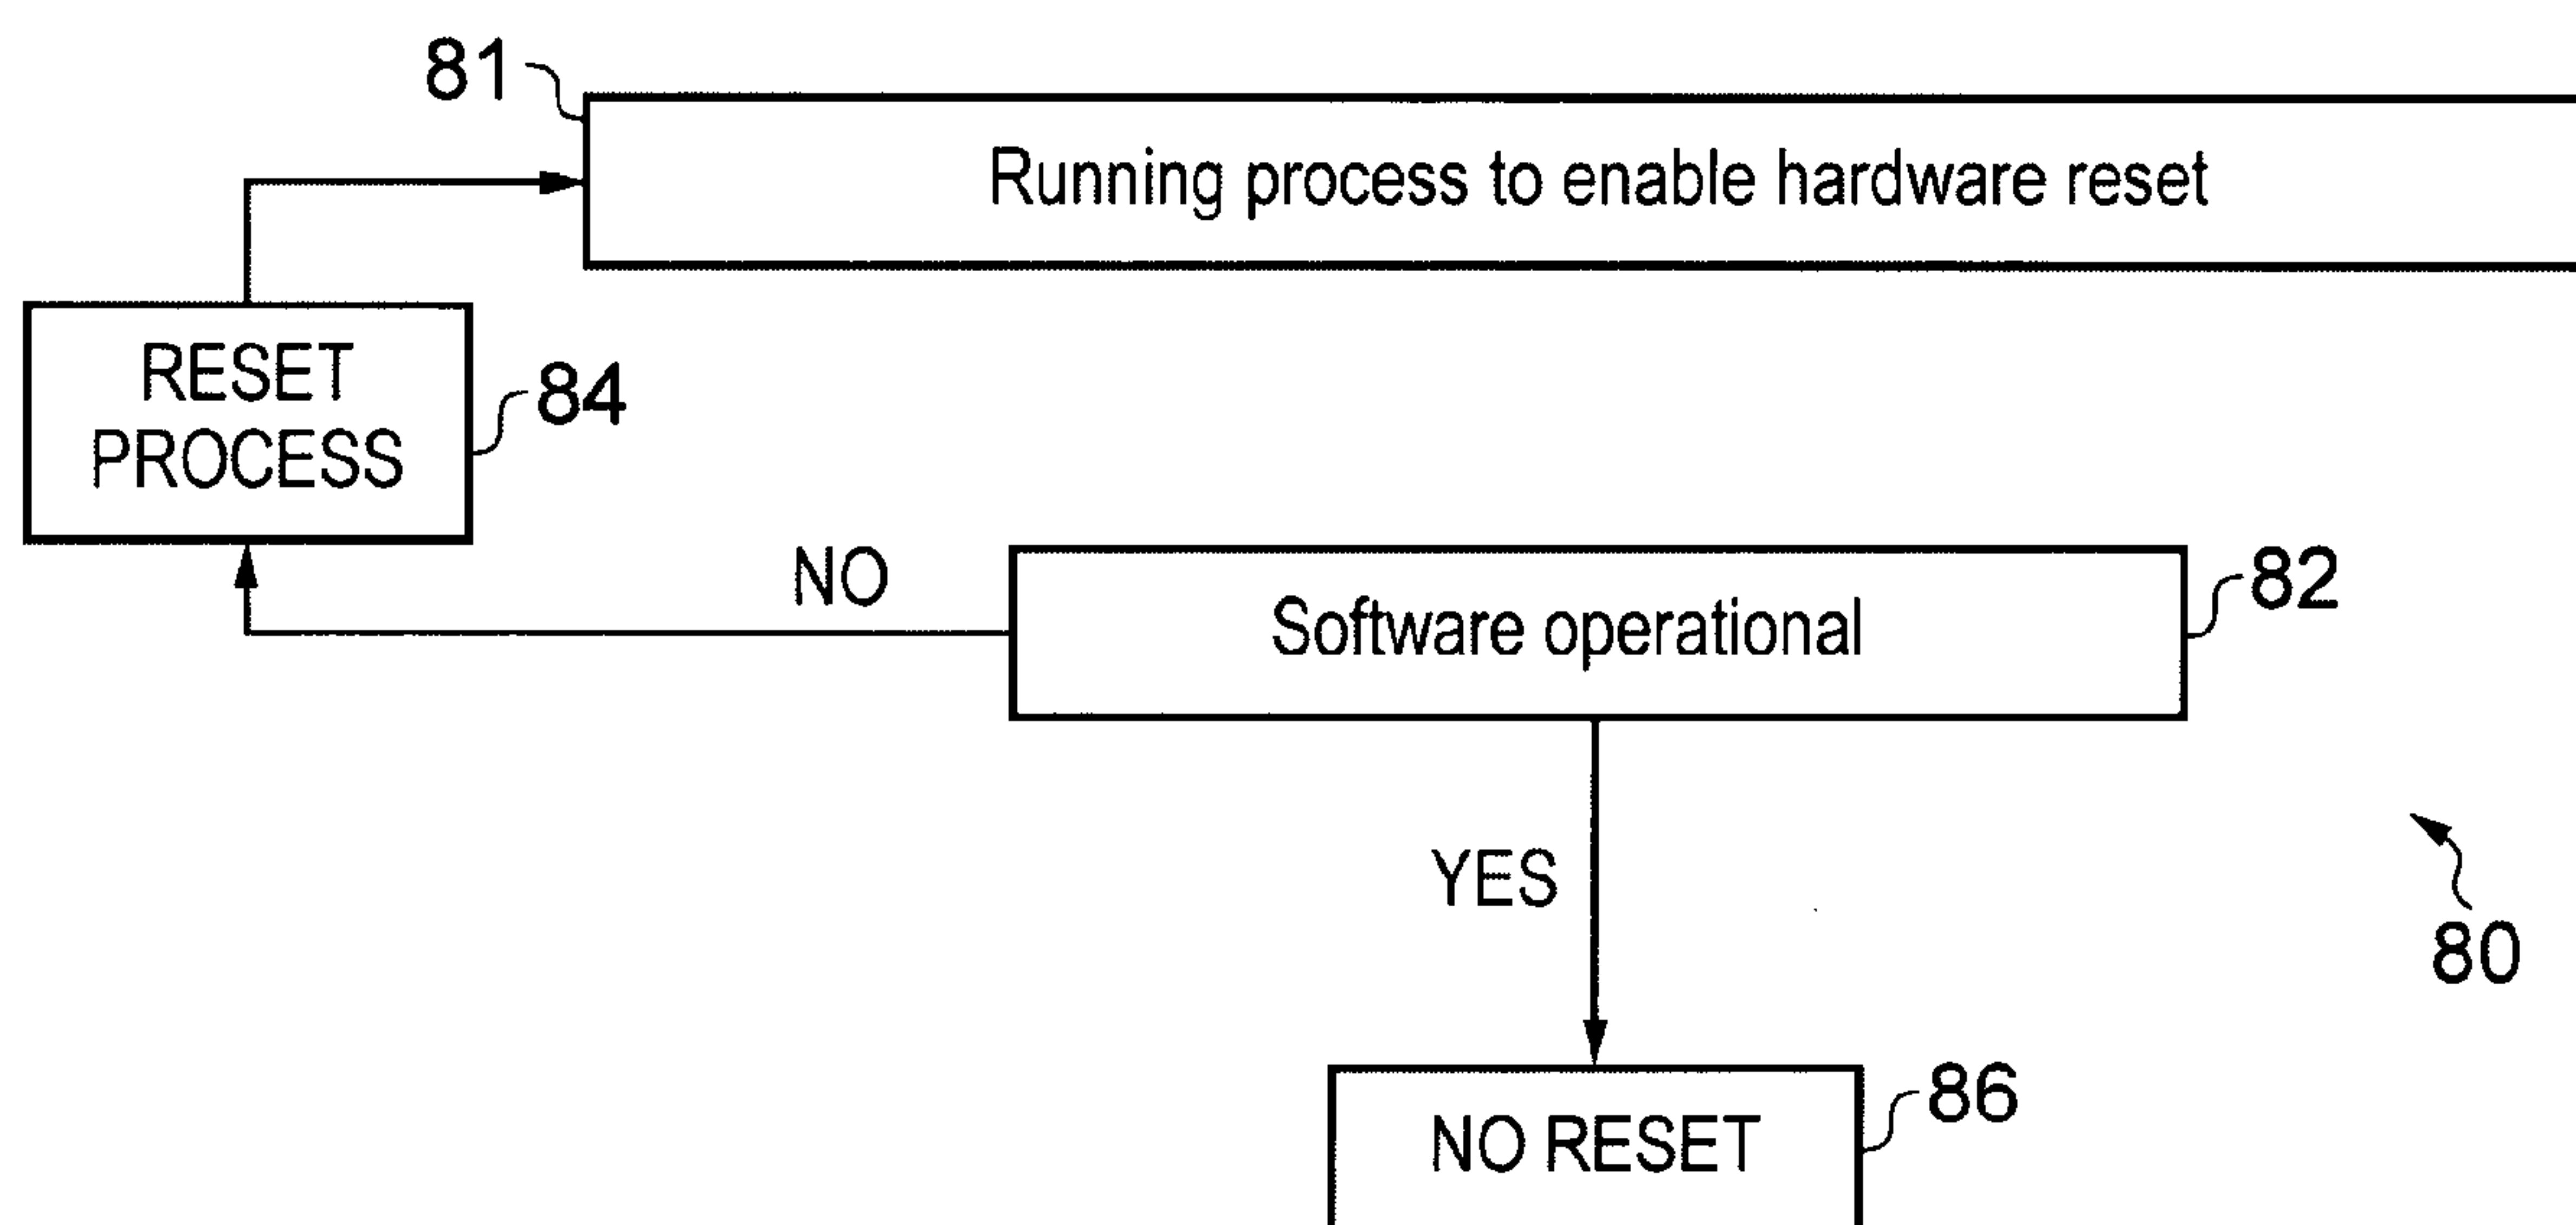 81
Running process to enable hardware reset
RESET
PROCESS
84
NO
Software operational
82
YES
80
NO RESET
86